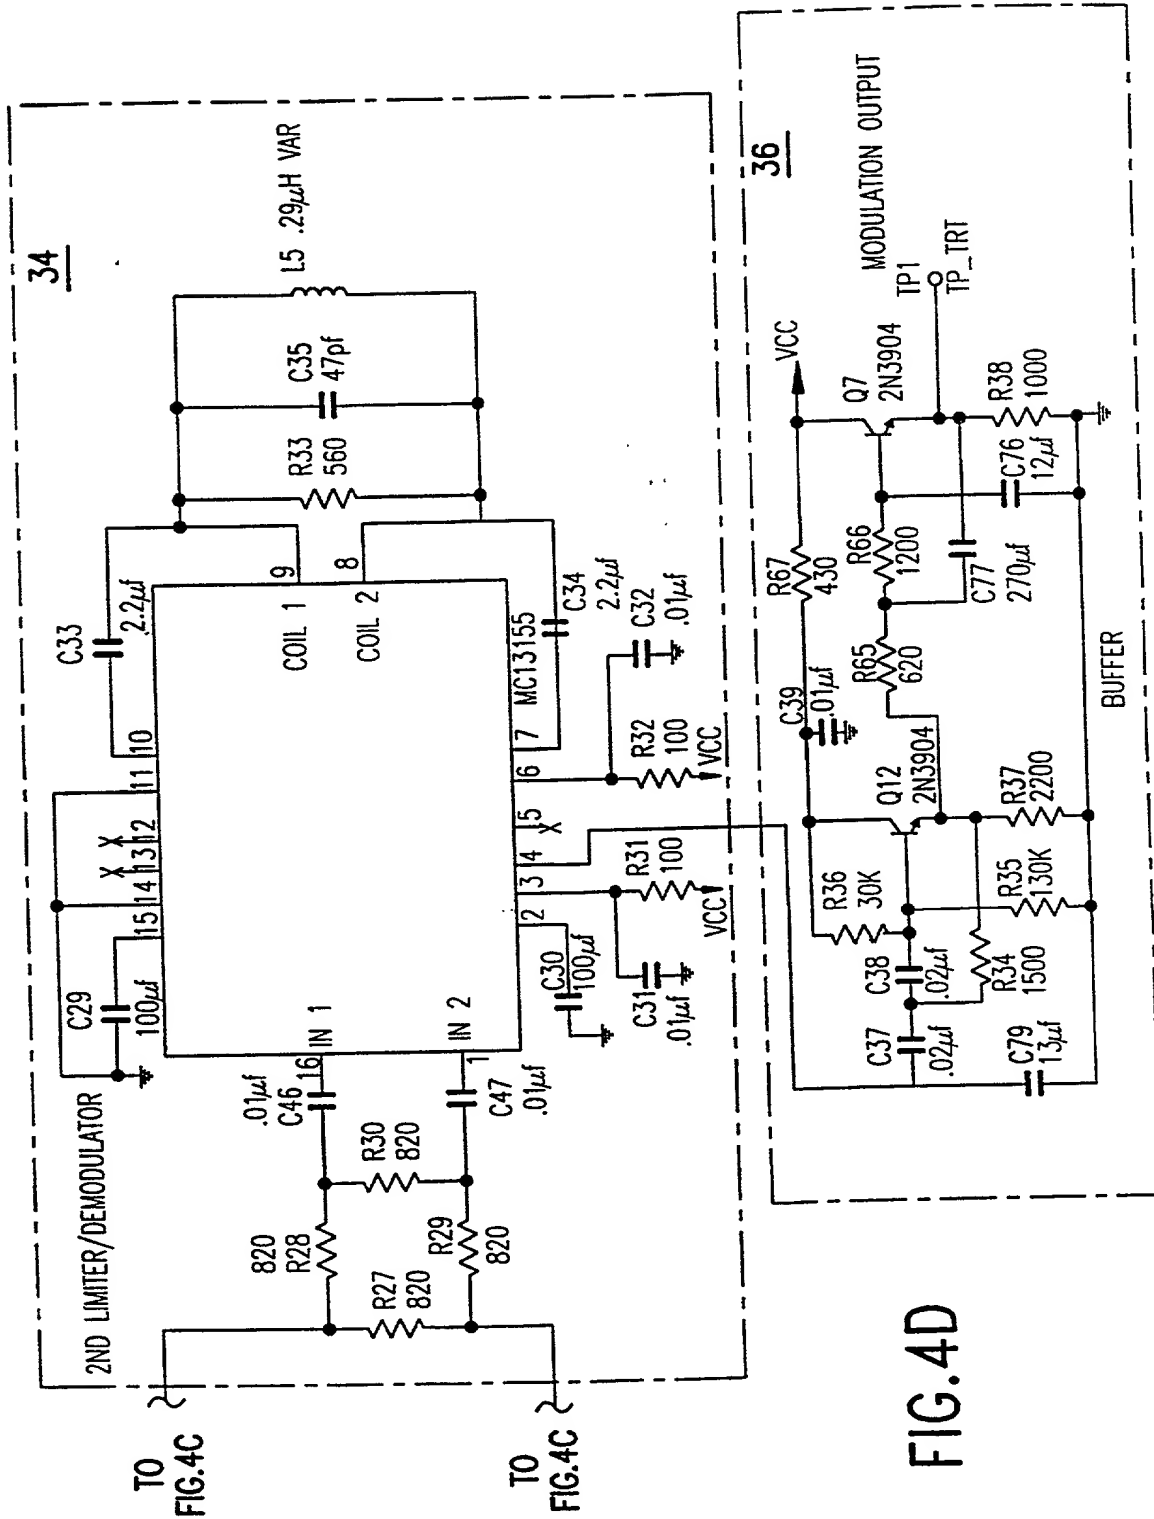 34
2ND LIMITER/DEMODULATOR
TO
FIG.4C
TO
FIG.4C
R27
820
820
R28
R29
820
R30
820
.01µf
C46
C47
.01µf
16
IN 1
1
IN 2
C29
100µf
15
14
13
X
12
X
11
10
C33
2.2µf
9
COIL 1
8
COIL 2
MC13155
R33
560
C35
47pf
L5 .29µH VAR
2
3
4
5
X
6
7
C30
100µf
C31
.01µf
R31
100
VCC
R32
100
VCC
C34
2.2µf
C32
.01µf
36
MODULATION OUTPUT
VCC
R67
430
C39
.01µf
Q7
2N3904
TP1
TP_TRT
R36
30K
Q12
2N3904
R65
620
R66
1200
C38
.02µf
C37
.02µf
R34
1500
R35
130K
R37
2200
C77
270µf
C76
12µf
R38
1000
C79
13µf
BUFFER
FIG.4D